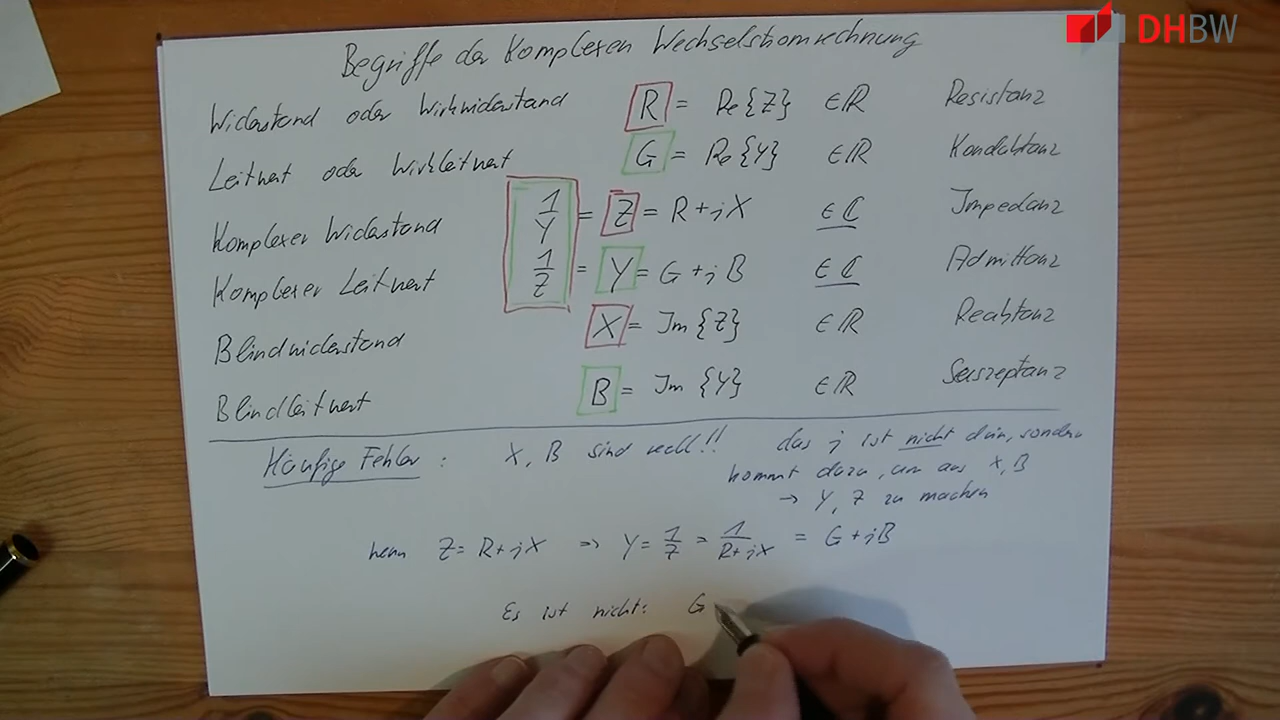 DHBW
Begriffe der Komplexen Wechselstromrechnung
Widerstand oder Wirkwiderstand R = Re{Z} ∈ ℝ Resistanz
Leitwert oder Wirkleitwert G = Re{Y} ∈ ℝ Konduktanz
Komplexer Widerstand 1/Y = Z = R + jX ∈ ℂ Impedanz
Komplexer Leitwert 1/Z = Y = G + jB ∈ ℂ Admittanz
Blindwiderstand X = Im{Z} ∈ ℝ Reaktanz
Blindleitwert B = Im{Y} ∈ ℝ Suszeptanz
Häufige Fehler: X, B sind reell!! das j ist nicht drin, sondern
kommt dazu, um aus X, B
→ Y, Z zu machen
wenn Z = R + jX ⇒ Y = 1/Z = 1/(R + jX) = G + jB
Es ist nicht: G